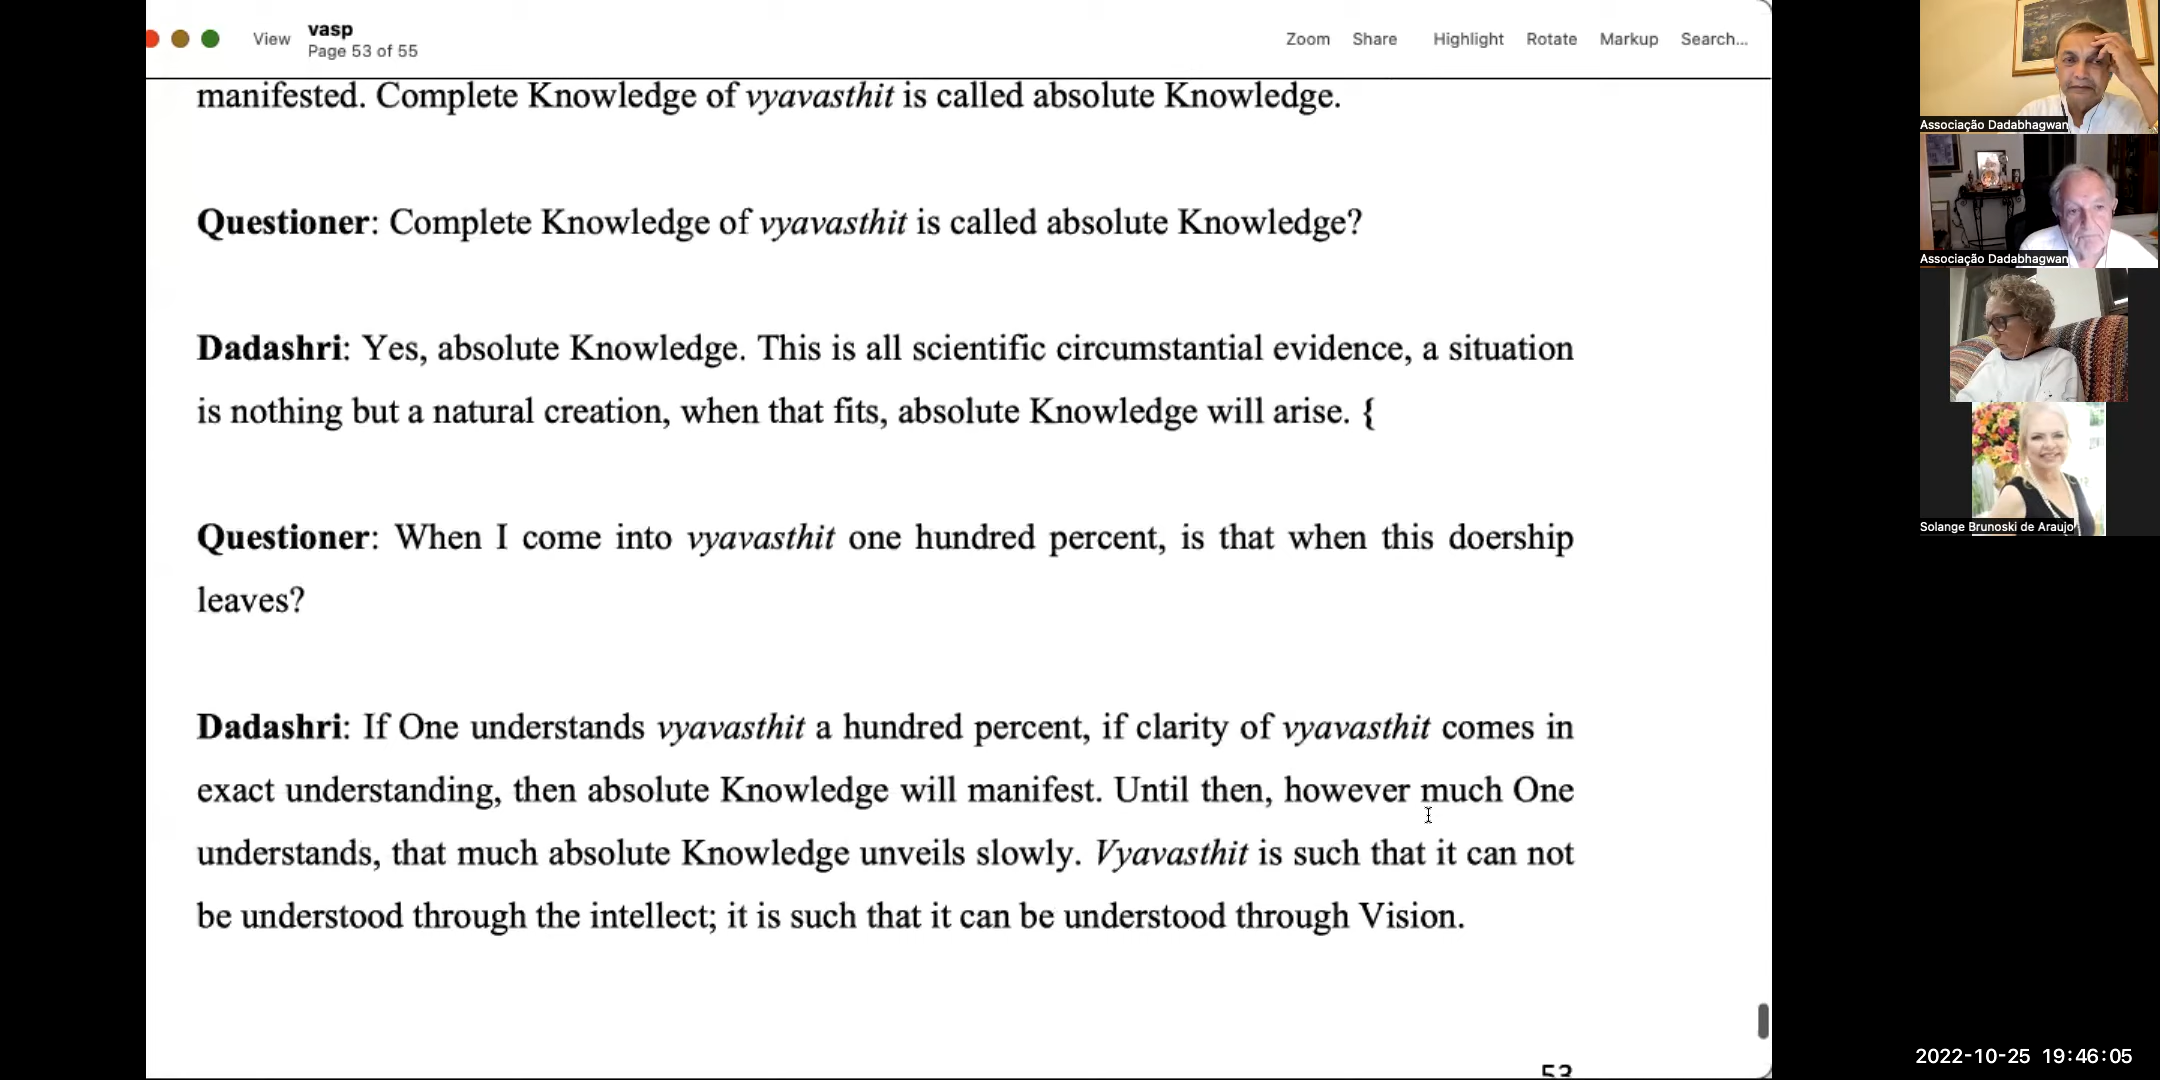 View
vasp
Page 53 of 55
Zoom Share Highlight Rotate Markup Search...
manifested. Complete Knowledge of vyavasthit is called absolute Knowledge.
Questioner: Complete Knowledge of vyavasthit is called absolute Knowledge?
Dadashri: Yes, absolute Knowledge. This is all scientific circumstantial evidence, a situation
is nothing but a natural creation, when that fits, absolute Knowledge will arise. {
Questioner: When I come into vyavasthit one hundred percent, is that when this doership
leaves?
Dadashri: If One understands vyavasthit a hundred percent, if clarity of vyavasthit comes in
exact understanding, then absolute Knowledge will manifest. Until then, however much One
understands, that much absolute Knowledge unveils slowly. Vyavasthit is such that it can not
be understood through the intellect; it is such that it can be understood through Vision.
53
Associação Dadabhagwan
Associação Dadabhagwan
Solange Brunoski de Araujo
2022-10-25 19:46:05